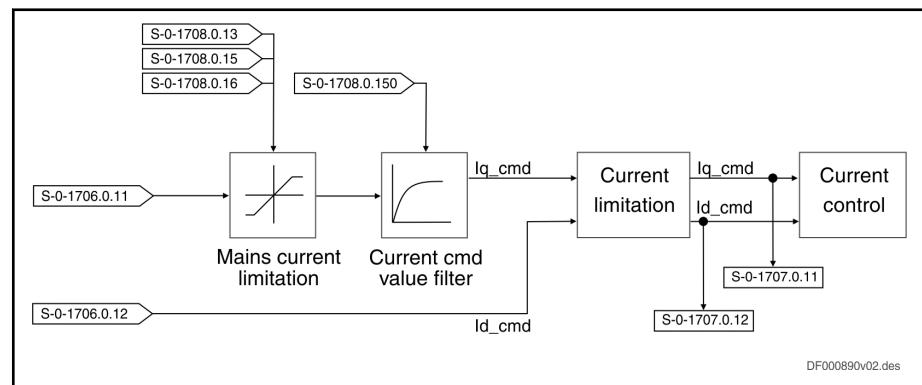 S-0-1708.0.13
S-0-1708.0.15
S-0-1708.0.16
S-0-1708.0.150
S-0-1706.0.11
Mains current
limitation
Current cmd
value filter
Iq_cmd
Current
limitation
Iq_cmd
Id_cmd
Current
control
S-0-1706.0.12
Id_cmd
S-0-1707.0.11
S-0-1707.0.12
DF000890v02.des